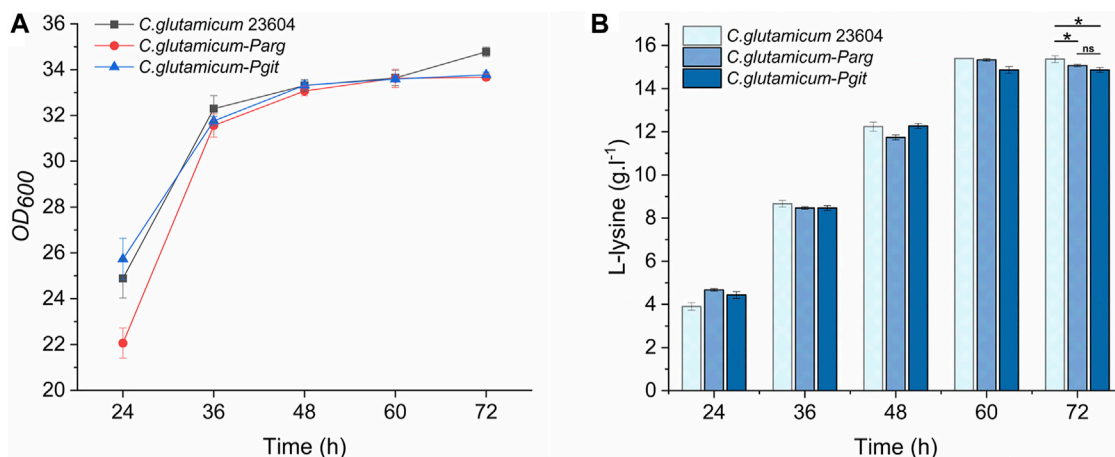 A
C.glutamicum 23604
C.glutamicum-Parg
C.glutamicum-Pgit
OD600
36
34
32
30
28
26
24
22
20
24 36 48 60 72
Time (h)
B
C.glutamicum 23604
C.glutamicum-Parg
C.glutamicum-Pgit
*
*
ns
L-lysine (g.l-1)
16
14
12
10
8
6
4
2
0
24 36 48 60 72
Time (h)